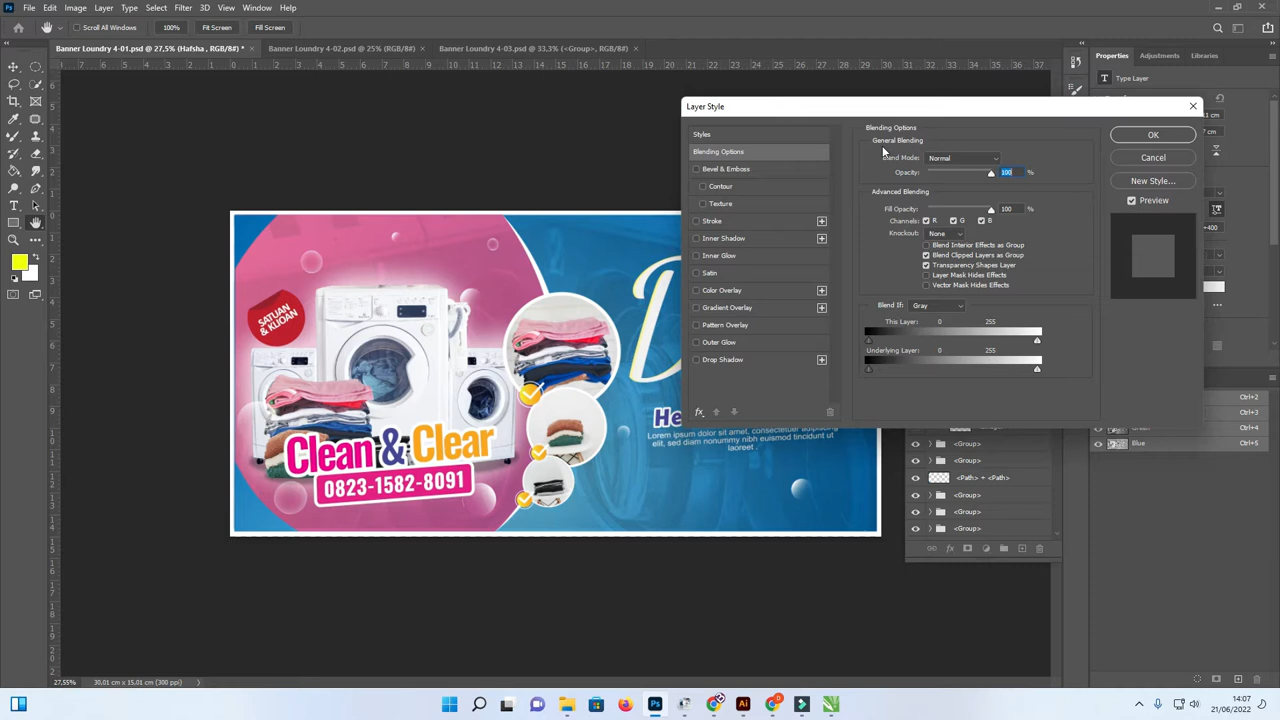 File Edit Image Layer Type Select Filter 3D View Plugins Window Help
Scroll All Windows 100% Fit Screen Fill Screen
Banner Loundry 4-01.psd @ 27,5% (Hafsha , RGB/8#) * Banner Loundry 4-02.psd @ 25% (RGB/8#) Banner Loundry 4-03.psd @ 33,3% (<Group>, RGB/8#)
Properties Adjustments Libraries
Type Layer
Layer Style
Styles
Blending Options
Bevel & Emboss
Contour
Texture
Stroke
Inner Shadow
Inner Glow
Satin
Color Overlay
Gradient Overlay
Pattern Overlay
Outer Glow
Drop Shadow
Blending Options
General Blending
Blend Mode: Normal
Opacity: 100 %
Advanced Blending
Fill Opacity: 100 %
Channels: R G B
Knockout: None
Blend Interior Effects as Group
Blend Clipped Layers as Group
Transparency Shapes Layer
Layer Mask Hides Effects
Vector Mask Hides Effects
Blend If: Gray
This Layer: 0 255
Underlying Layer: 0 255
OK
Cancel
New Style...
Preview
+400
SATUAN
& KILOAN
Clean & Clear
0823-1582-8091
He
Lorem ipsum dolor sit amet, consectetuer adipiscing
elit, sed diam nonummy nibh euismod tincidunt ut
laoreet .
Ctrl+2
Ctrl+3
Ctrl+4
Blue Ctrl+5
<Group>
<Group>
<Path> + <Path>
<Group>
<Group>
<Group>
27,55% 30,01 cm x 15,01 cm (300 ppi)
14:07
21/06/2022